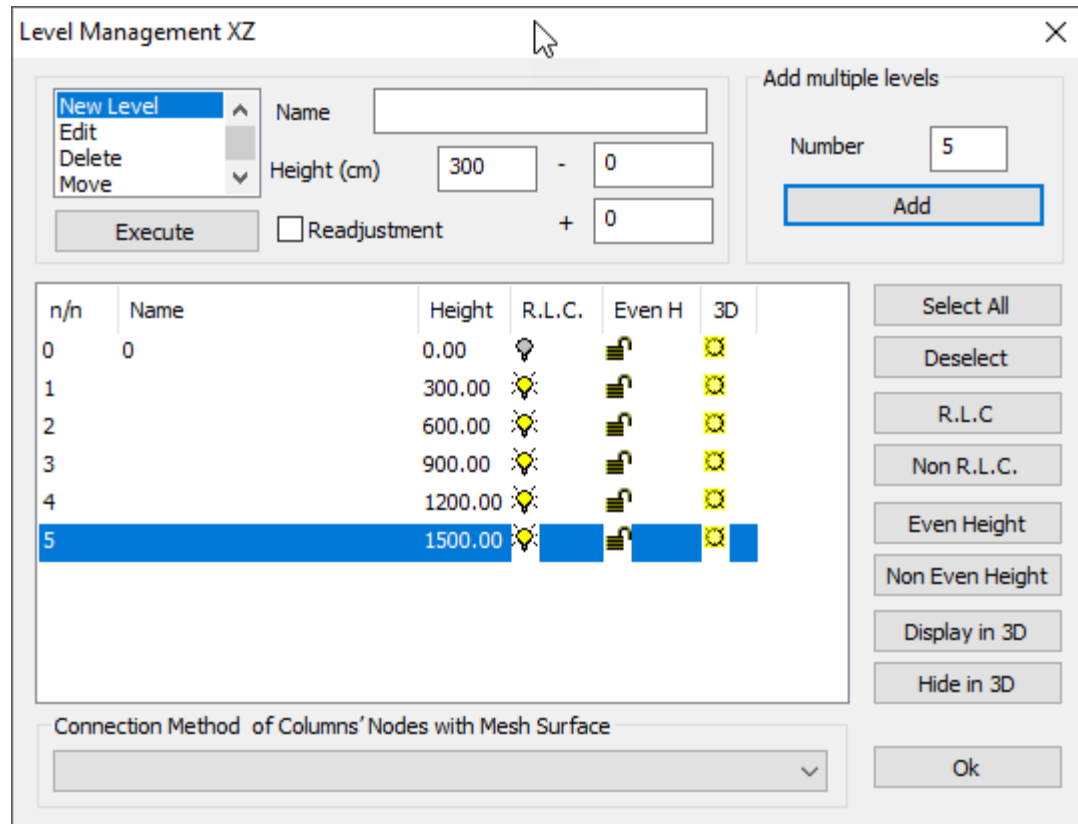 Level Management XZ
New Level
Edit
Delete
Move
Execute
Name
Height (cm) 300 - 0
Readjustment + 0
Add multiple levels
Number 5
Add
n/n Name Height R.L.C. Even H 3D
0 0 0.00
1 300.00
2 600.00
3 900.00
4 1200.00
5 1500.00
Select All
Deselect
R.L.C
Non R.L.C.
Even Height
Non Even Height
Display in 3D
Hide in 3D
Connection Method of Columns' Nodes with Mesh Surface
Ok